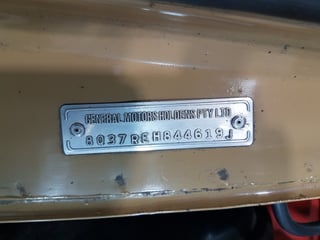 GENERAL MOTORS HOLDENS PTY LTD
8Q37REH844619J